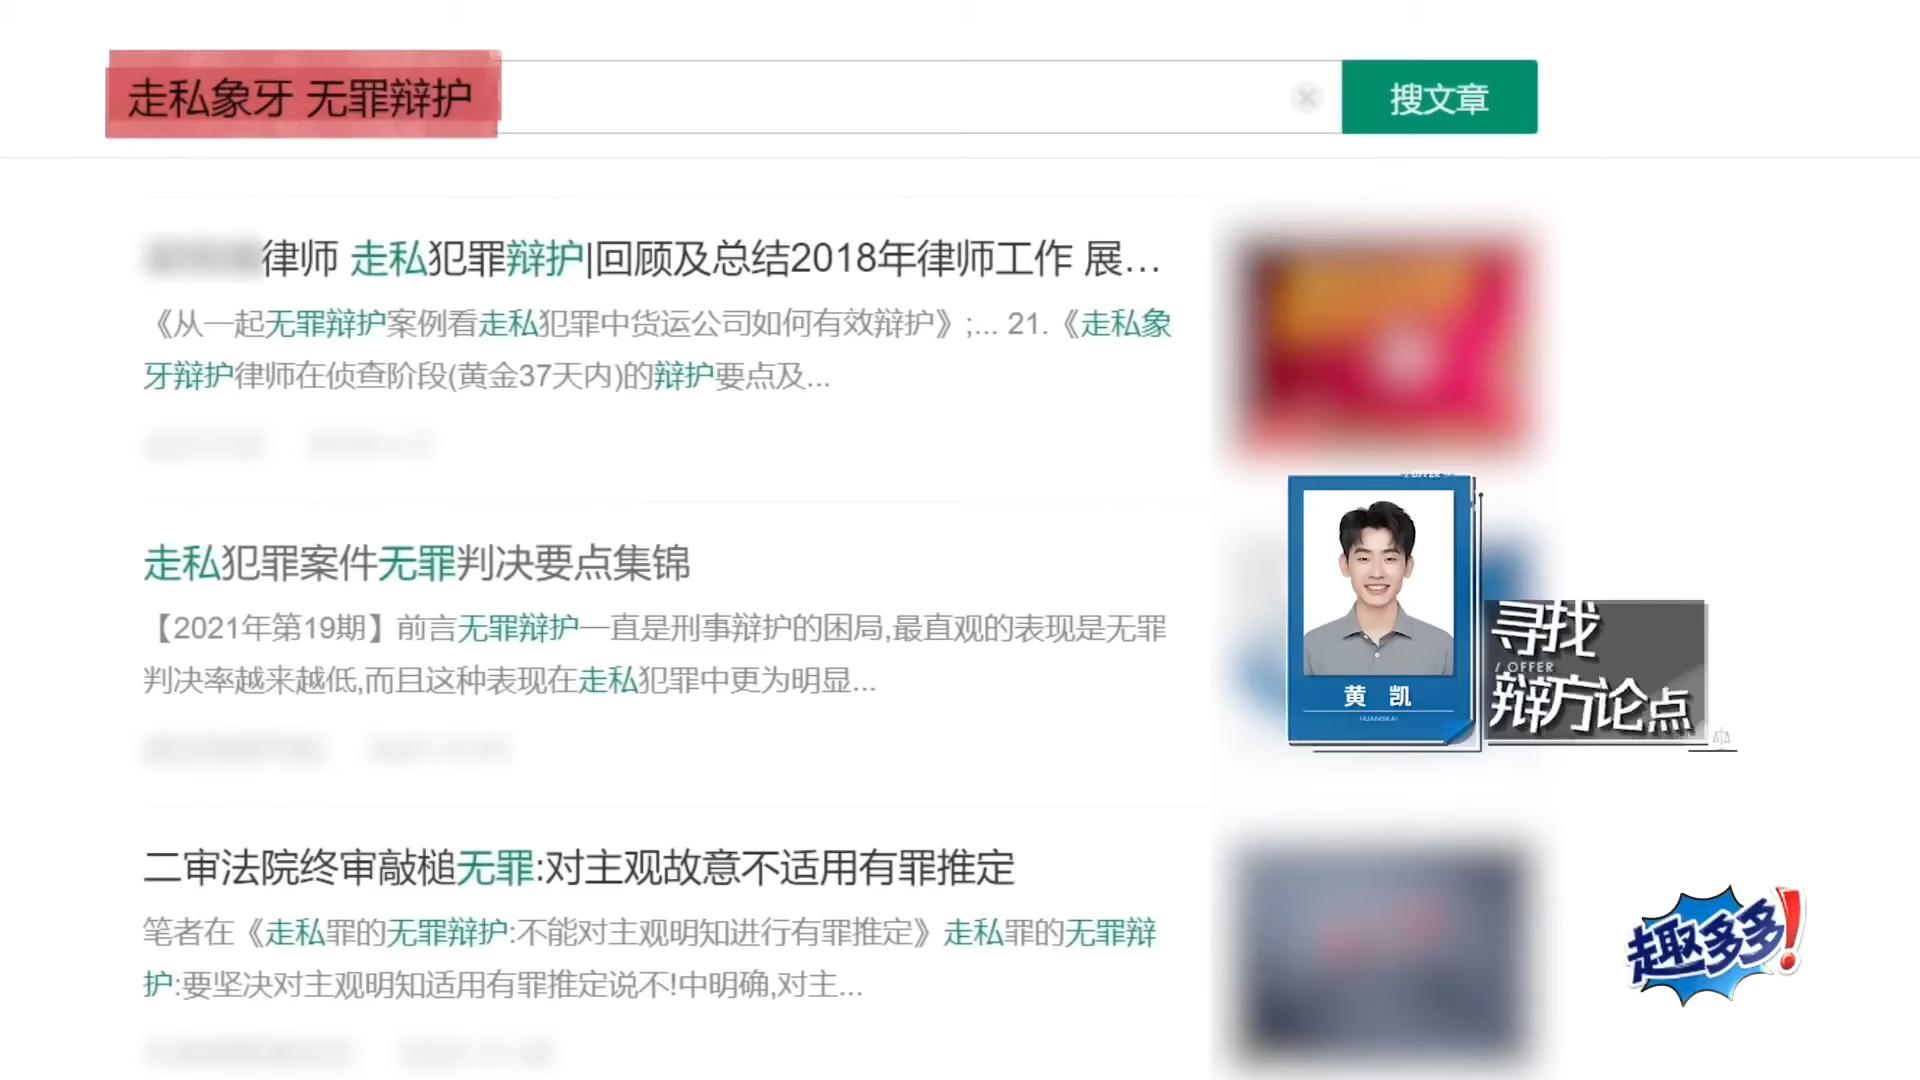 走私象牙 无罪辩护
搜文章
律师 走私犯罪辩护|回顾及总结2018年律师工作 展…
《从一起无罪辩护案例看走私犯罪中货运公司如何有效辩护》;... 21.《走私象
牙辩护律师在侦查阶段(黄金37天内)的辩护要点及...
走私犯罪案件无罪判决要点集锦
【2021年第19期】前言无罪辩护一直是刑事辩护的困局,最直观的表现是无罪
判决率越来越低,而且这种表现在走私犯罪中更为明显...
OFFER
黄 凯
HUANGKAI
寻找
/ OFFER
辩方论点
二审法院终审敲槌无罪:对主观故意不适用有罪推定
笔者在《走私罪的无罪辩护:不能对主观明知进行有罪推定》走私罪的无罪辩
护:要坚决对主观明知适用有罪推定说不!中明确,对主...
趣多多!